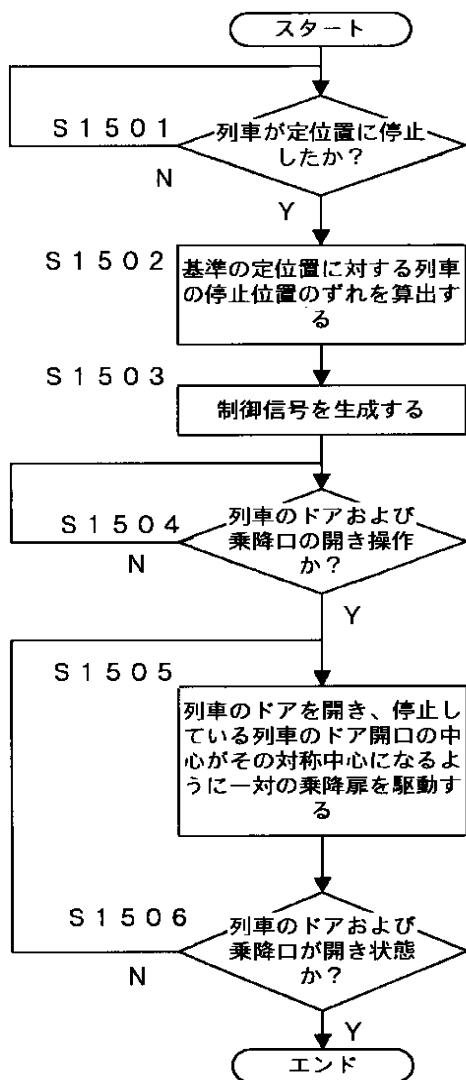 スタート
S1501
列車が定位置に停止
したか？
N
Y
S1502
基準の定位置に対する列車
の停止位置のずれを算出す
る
S1503
制御信号を生成する
S1504
列車のドアおよび
乗降口の開き操作
か？
N
Y
S1505
列車のドアを開き、停止し
ている列車のドア開口の中
心がその対称中心になるよ
うに一対の乗降扉を駆動す
る
S1506
列車のドアおよび
乗降口が開き状態
か？
N
Y
エンド